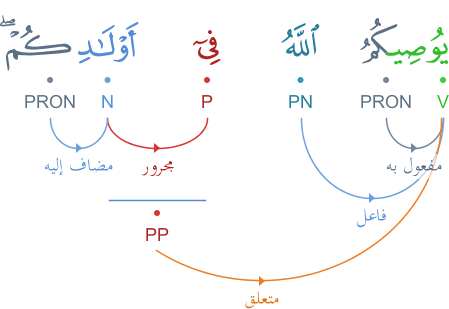 يُوصِيكُمُ ٱللَّهُ فِىٓ أَوْلَـٰدِكُمْ ۖ
V PRON PN P N PRON
مفعول به مجرور مضاف إليه
فاعل
PP
متعلق